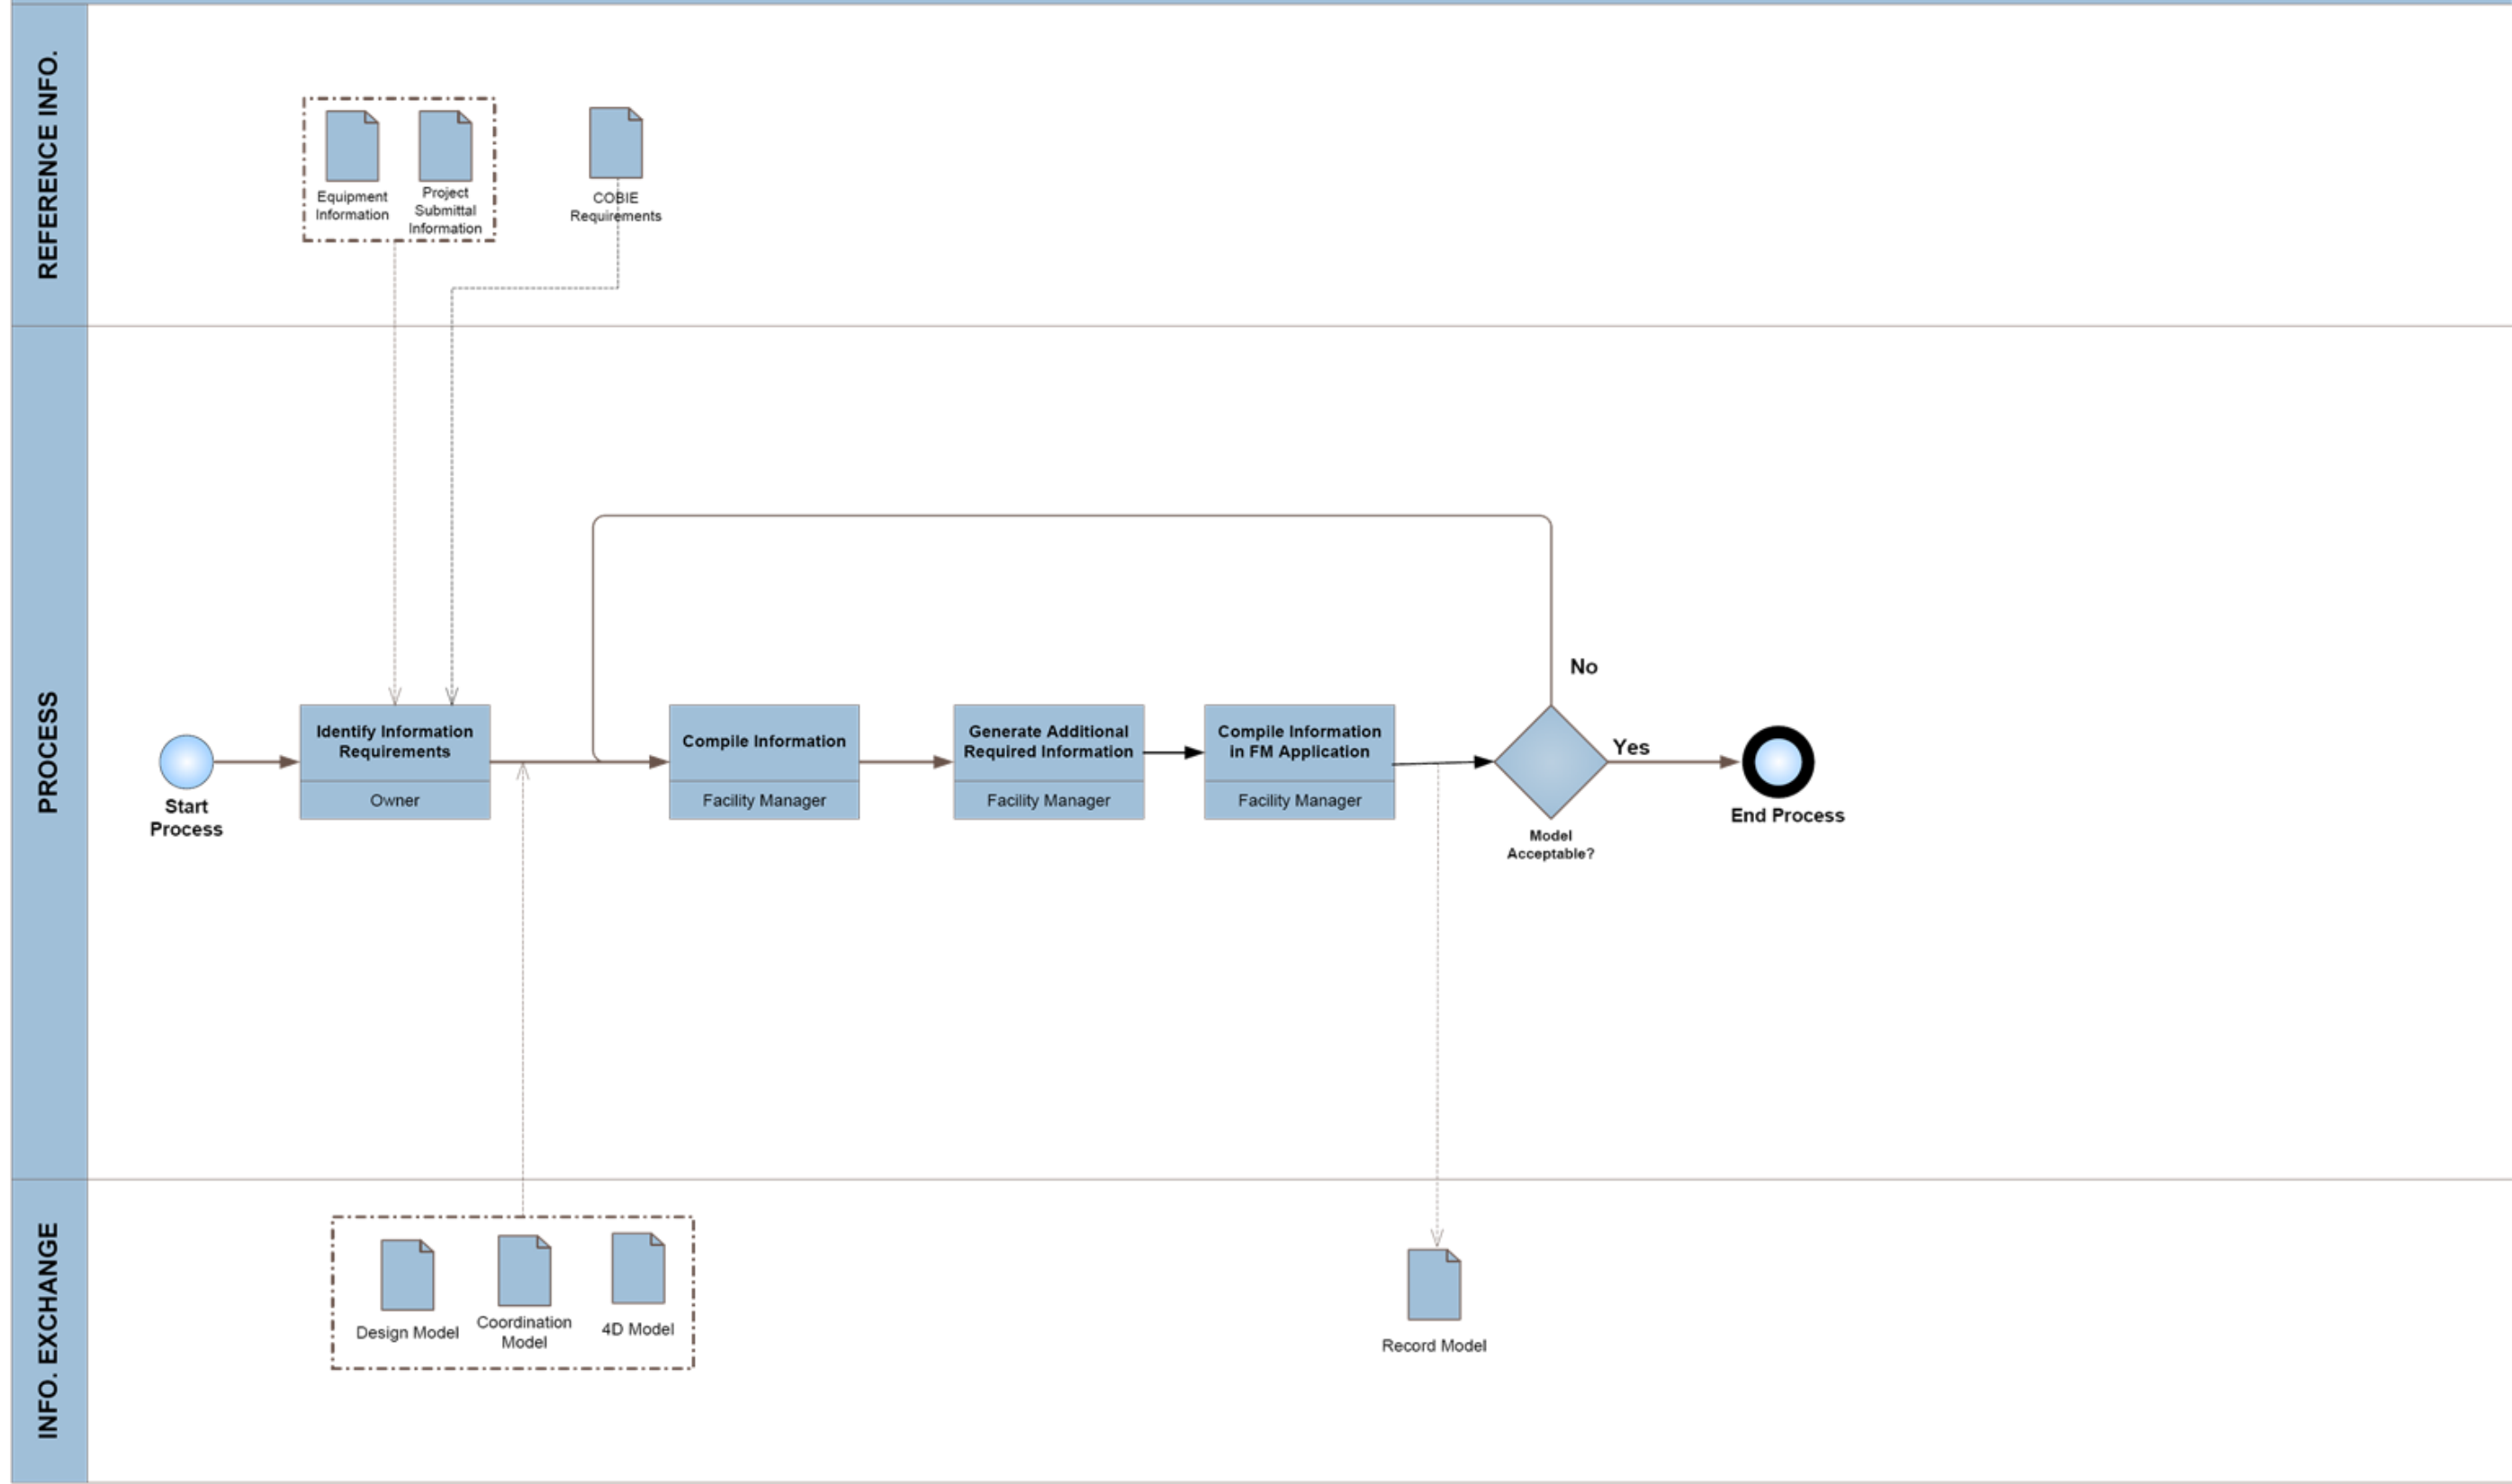 REFERENCE INFO.
Equipment
Information
Project
Submittal
Information
COBIE
Requirements
PROCESS
Start
Process
Identify Information
Requirements
Owner
Compile Information
Facility Manager
Generate Additional
Required Information
Facility Manager
Compile Information
in FM Application
Facility Manager
No
Yes
Model
Acceptable?
End Process
INFO. EXCHANGE
Design Model
Coordination
Model
4D Model
Record Model